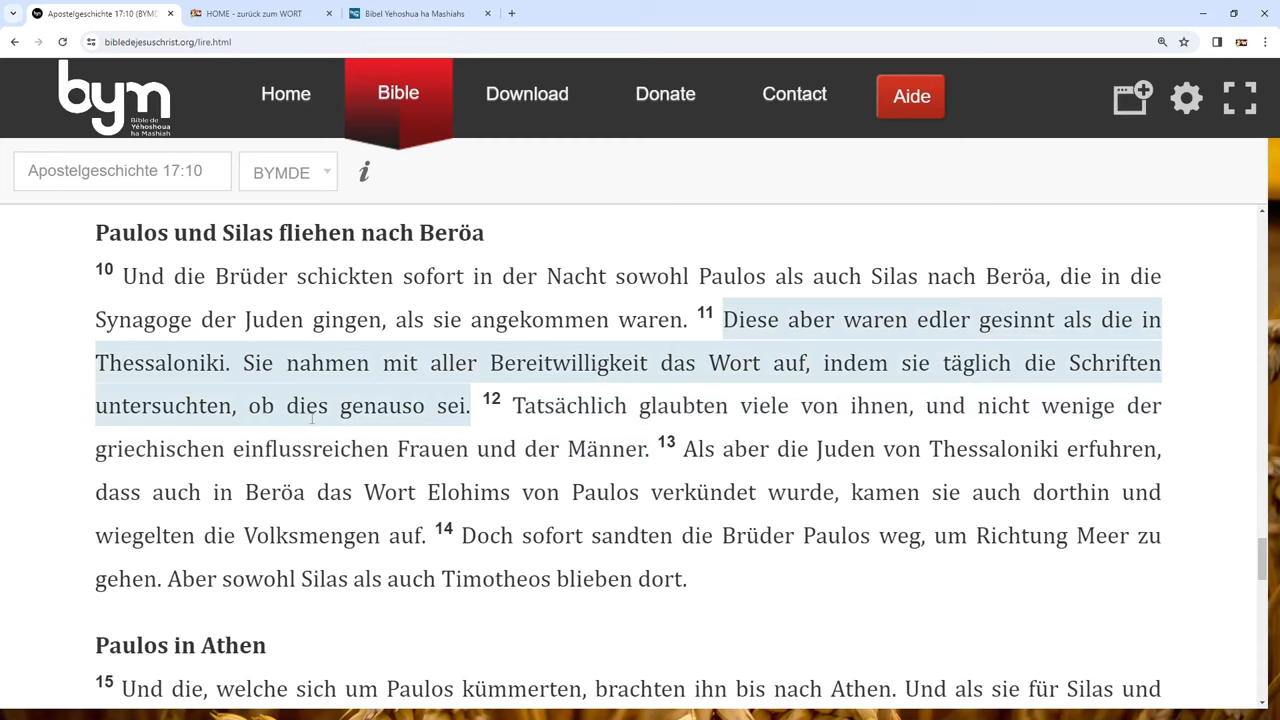 Apostelgeschichte 17:10 (BYMD
HOME - zurück zum WORT
Bibel Yehoshua ha Mashiahs
bibledejesuschrist.org/lire.html
bym
Bible de
Yéhoshoua
ha Mashiah
Home
Bible
Download
Donate
Contact
Aide
Apostelgeschichte 17:10
BYMDE
i
Paulos und Silas fliehen nach Beröa
10 Und die Brüder schickten sofort in der Nacht sowohl Paulos als auch Silas nach Beröa, die in die
Synagoge der Juden gingen, als sie angekommen waren. 11 Diese aber waren edler gesinnt als die in
Thessaloniki. Sie nahmen mit aller Bereitwilligkeit das Wort auf, indem sie täglich die Schriften
untersuchten, ob dies genauso sei. 12 Tatsächlich glaubten viele von ihnen, und nicht wenige der
griechischen einflussreichen Frauen und der Männer. 13 Als aber die Juden von Thessaloniki erfuhren,
dass auch in Beröa das Wort Elohims von Paulos verkündet wurde, kamen sie auch dorthin und
wiegelten die Volksmengen auf. 14 Doch sofort sandten die Brüder Paulos weg, um Richtung Meer zu
gehen. Aber sowohl Silas als auch Timotheos blieben dort.
Paulos in Athen
15 Und die, welche sich um Paulos kümmerten, brachten ihn bis nach Athen. Und als sie für Silas und